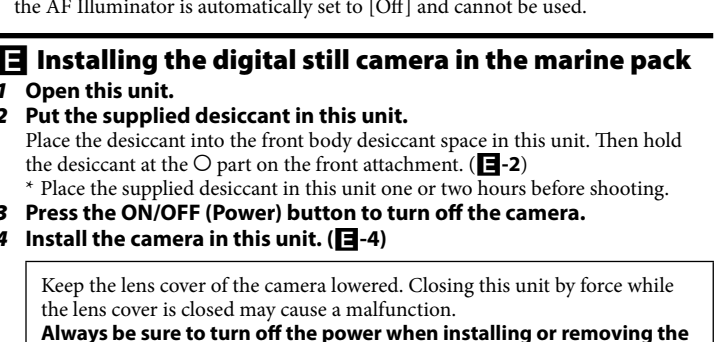 the AF Illuminator is automatically set to [Off] and cannot be used.
E Installing the digital still camera in the marine pack
1 Open this unit.
2 Put the supplied desiccant in this unit.
Place the desiccant into the front body desiccant space in this unit. Then hold
the desiccant at the ○ part on the front attachment. (E-2)
* Place the supplied desiccant in this unit one or two hours before shooting.
3 Press the ON/OFF (Power) button to turn off the camera.
4 Install the camera in this unit. (E-4)
Keep the lens cover of the camera lowered. Closing this unit by force while
the lens cover is closed may cause a malfunction.
Always be sure to turn off the power when installing or removing the